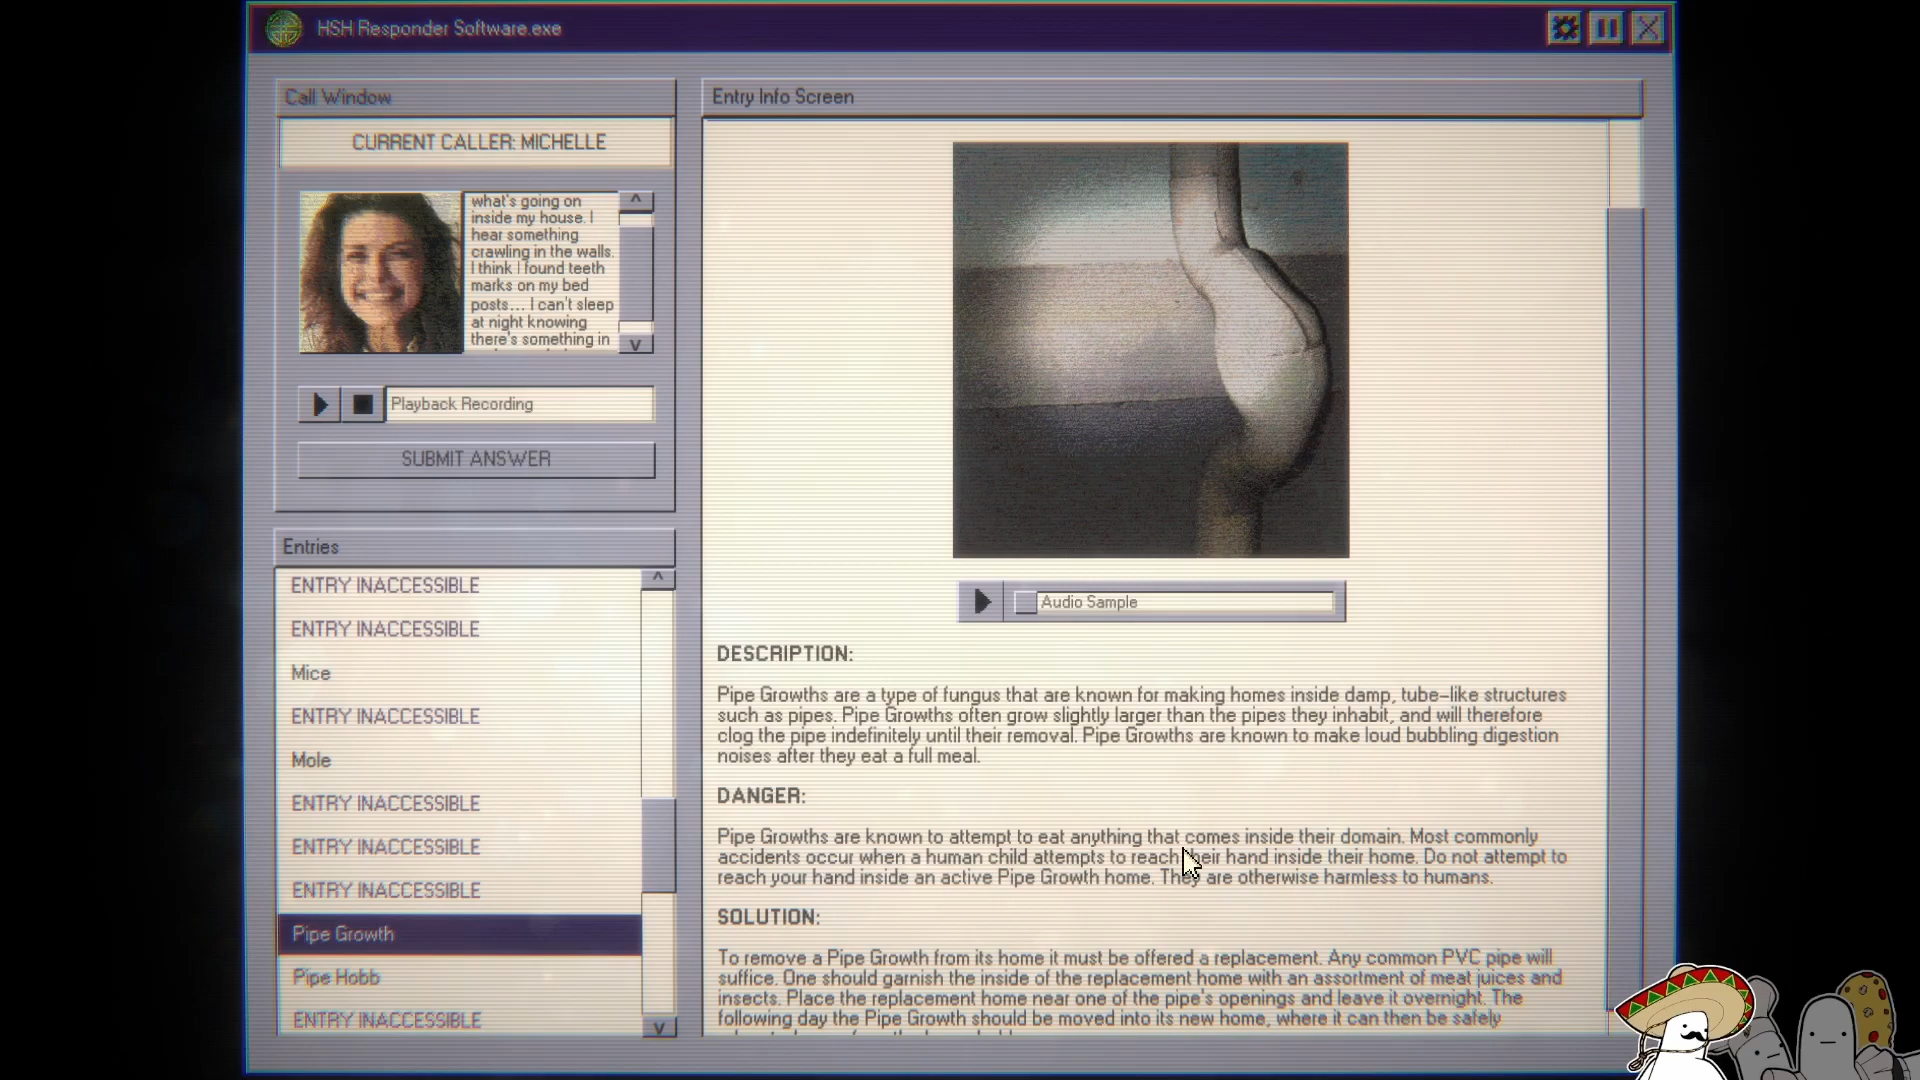 HSH Responder Software.exe
Call Window
CURRENT CALLER: MICHELLE
what's going on
inside my house. I
hear something
crawling in the walls.
I think I found teeth
marks on my bed
posts... I can't sleep
at night knowing
there's something in
Playback Recording
SUBMIT ANSWER
Entries
ENTRY INACCESSIBLE
ENTRY INACCESSIBLE
Mice
ENTRY INACCESSIBLE
Mole
ENTRY INACCESSIBLE
ENTRY INACCESSIBLE
ENTRY INACCESSIBLE
Pipe Growth
Pipe Hobb
ENTRY INACCESSIBLE
Entry Info Screen
Audio Sample
DESCRIPTION:
Pipe Growths are a type of fungus that are known for making homes inside damp, tube-like structures
such as pipes. Pipe Growths often grow slightly larger than the pipes they inhabit, and will therefore
clog the pipe indefinitely until their removal. Pipe Growths are known to make loud bubbling digestion
noises after they eat a full meal.
DANGER:
Pipe Growths are known to attempt to eat anything that comes inside their domain. Most commonly
accidents occur when a human child attempts to reach their hand inside their home. Do not attempt to
reach your hand inside an active Pipe Growth home. They are otherwise harmless to humans.
SOLUTION:
To remove a Pipe Growth from its home it must be offered a replacement. Any common PVC pipe will
suffice. One should garnish the inside of the replacement home with an assortment of meat juices and
insects. Place the replacement home near one of the pipe's openings and leave it overnight. The
following day the Pipe Growth should be moved into its new home, where it can then be safely